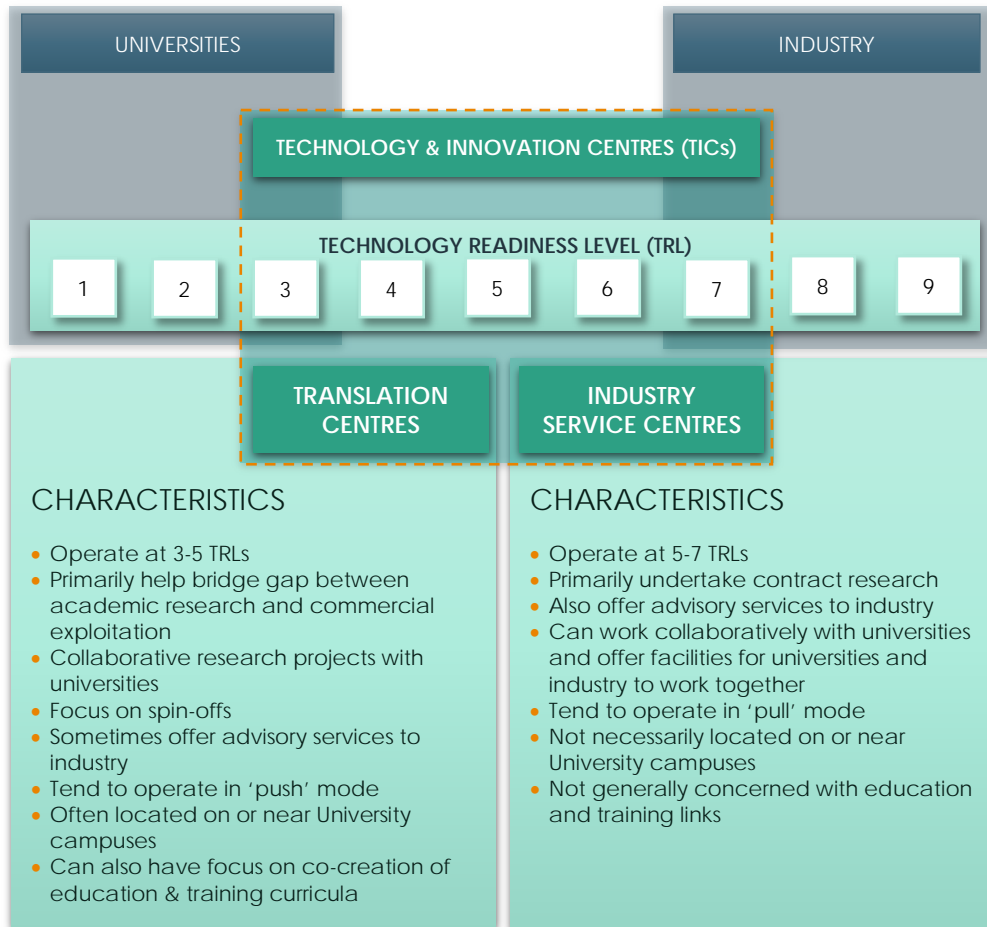 UNIVERSITIES
INDUSTRY
TECHNOLOGY & INNOVATION CENTRES (TICs)
TECHNOLOGY READINESS LEVEL (TRL)
1 2 3 4 5 6 7 8 9
TRANSLATION
CENTRES
INDUSTRY
SERVICE CENTRES
CHARACTERISTICS
• Operate at 3-5 TRLs
• Primarily help bridge gap between
academic research and commercial
exploitation
• Collaborative research projects with
universities
• Focus on spin-offs
• Sometimes offer advisory services to
industry
• Tend to operate in ‘push’ mode
• Often located on or near University
campuses
• Can also have focus on co-creation of
education & training curricula
CHARACTERISTICS
• Operate at 5-7 TRLs
• Primarily undertake contract research
• Also offer advisory services to industry
• Can work collaboratively with universities
and offer facilities for universities and
industry to work together
• Tend to operate in ‘pull’ mode
• Not necessarily located on or near
University campuses
• Not generally concerned with education
and training links